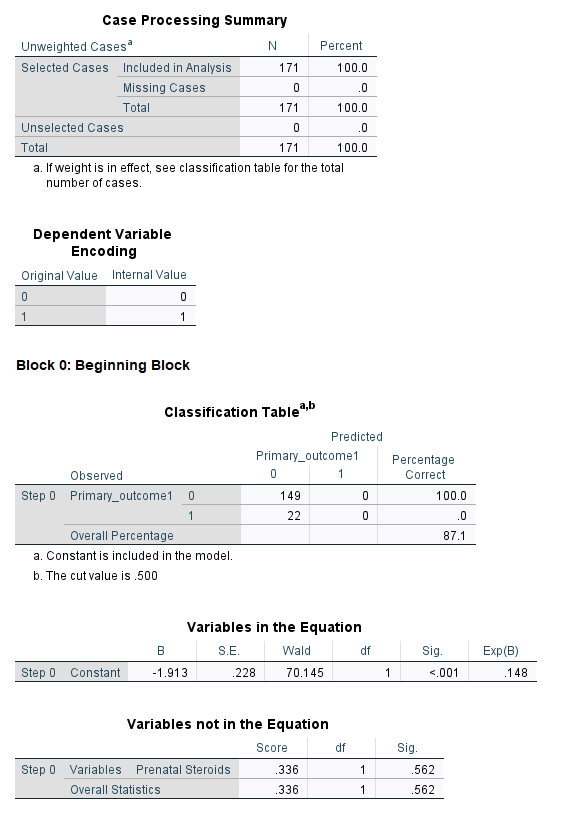 Case Processing Summary
Unweighted Casesᵃ N Percent
Selected Cases Included in Analysis 171 100.0
Missing Cases 0 .0
Total 171 100.0
Unselected Cases 0 .0
Total 171 100.0
a. If weight is in effect, see classification table for the total
number of cases.
Dependent Variable
Encoding
Original Value Internal Value
0 0
1 1
Block 0: Beginning Block
Classification Tableᵃ,ᵇ
Predicted
Primary_outcome1 Percentage
Observed 0 1 Correct
Step 0 Primary_outcome1 0 149 0 100.0
1 22 0 .0
Overall Percentage 87.1
a. Constant is included in the model.
b. The cut value is .500
Variables in the Equation
B S.E. Wald df Sig. Exp(B)
Step 0 Constant -1.913 .228 70.145 1 <.001 .148
Variables not in the Equation
Score df Sig.
Step 0 Variables Prenatal Steroids .336 1 .562
Overall Statistics .336 1 .562